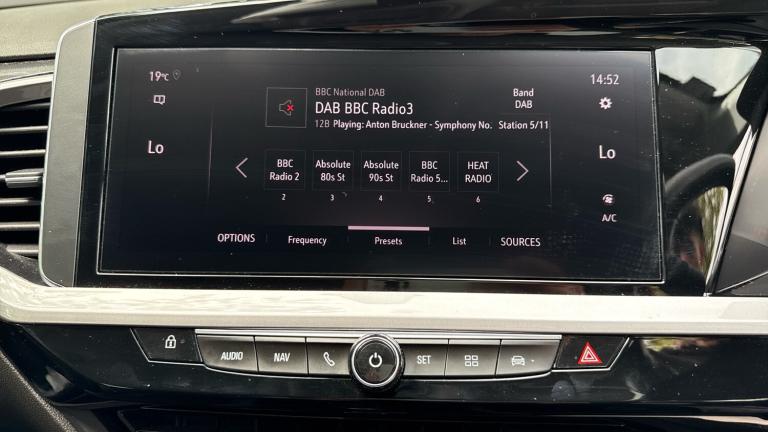 19°C
14:52
BBC National DAB
DAB BBC Radio3
12B Playing: Anton Bruckner - Symphony No. Station 5/11
Band
DAB
Lo
Lo
BBC
Radio 2
Absolute
80s St
Absolute
90s St
BBC
Radio 5...
HEAT
RADIO
2
3
4
5
6
A/C
OPTIONS
Frequency
Presets
List
SOURCES
AUDIO
NAV
SET